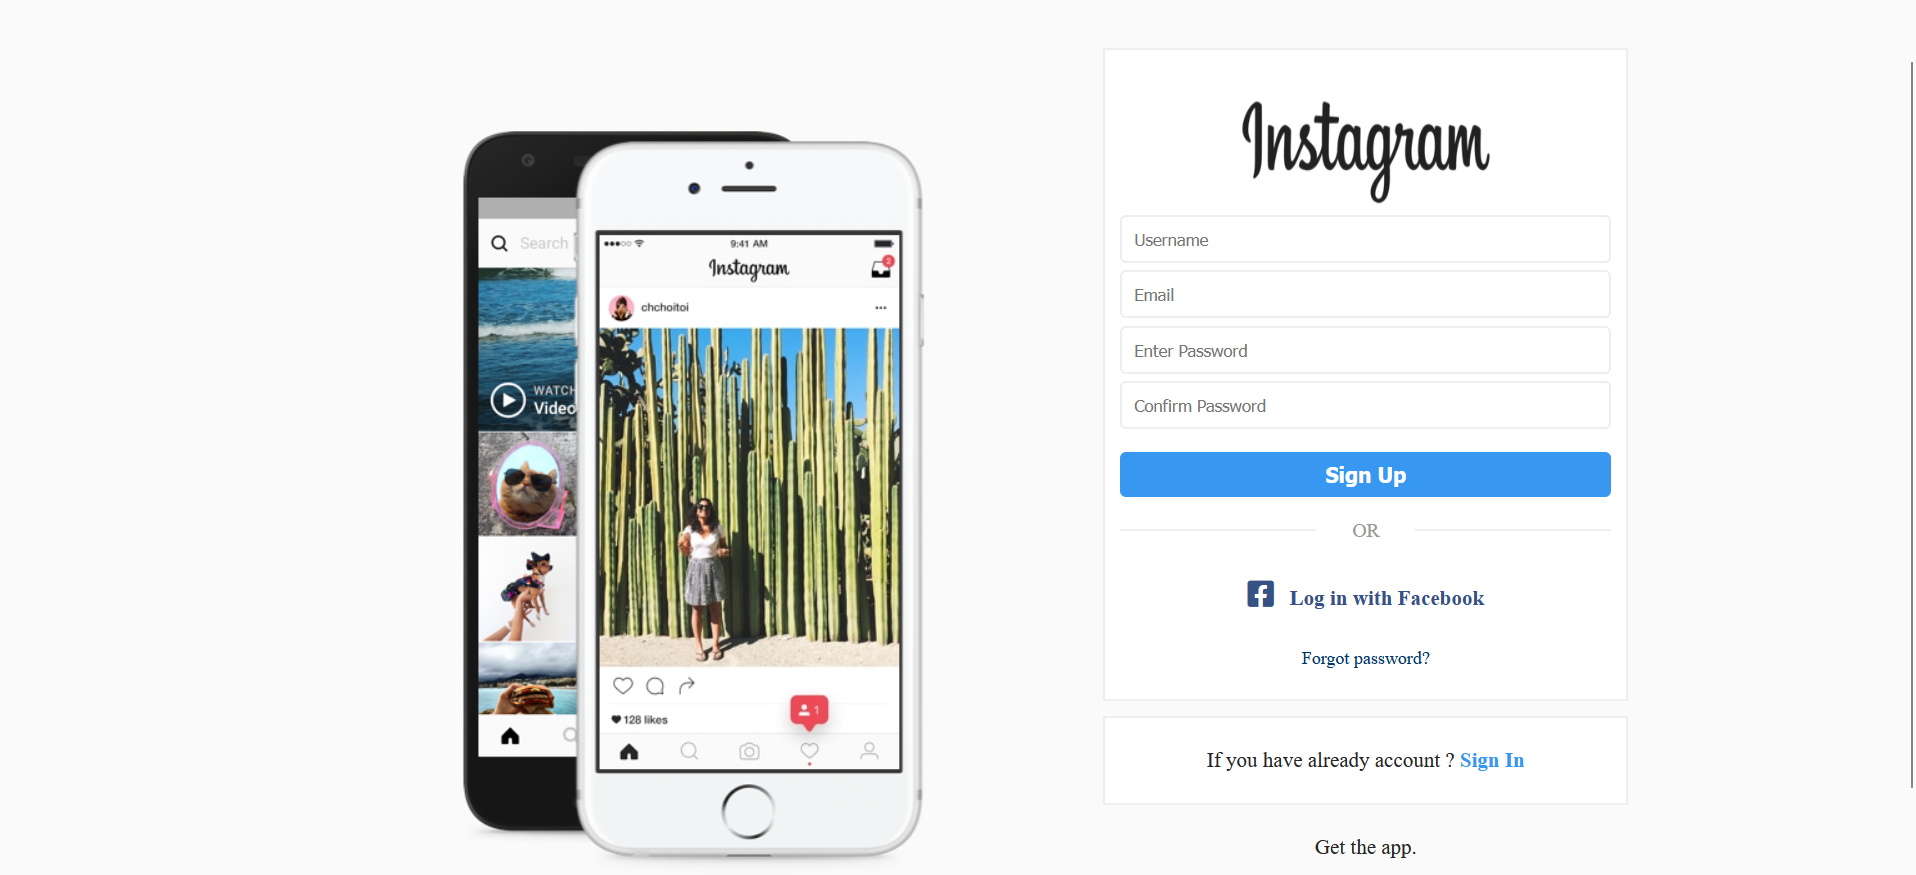 Search
WATCH
Video
9:41 AM
Instagram
2
chchoitoi
128 likes
1
Instagram
Username
Email
Enter Password
Confirm Password
Sign Up
OR
Log in with Facebook
Forgot password?
If you have already account ? Sign In
Get the app.